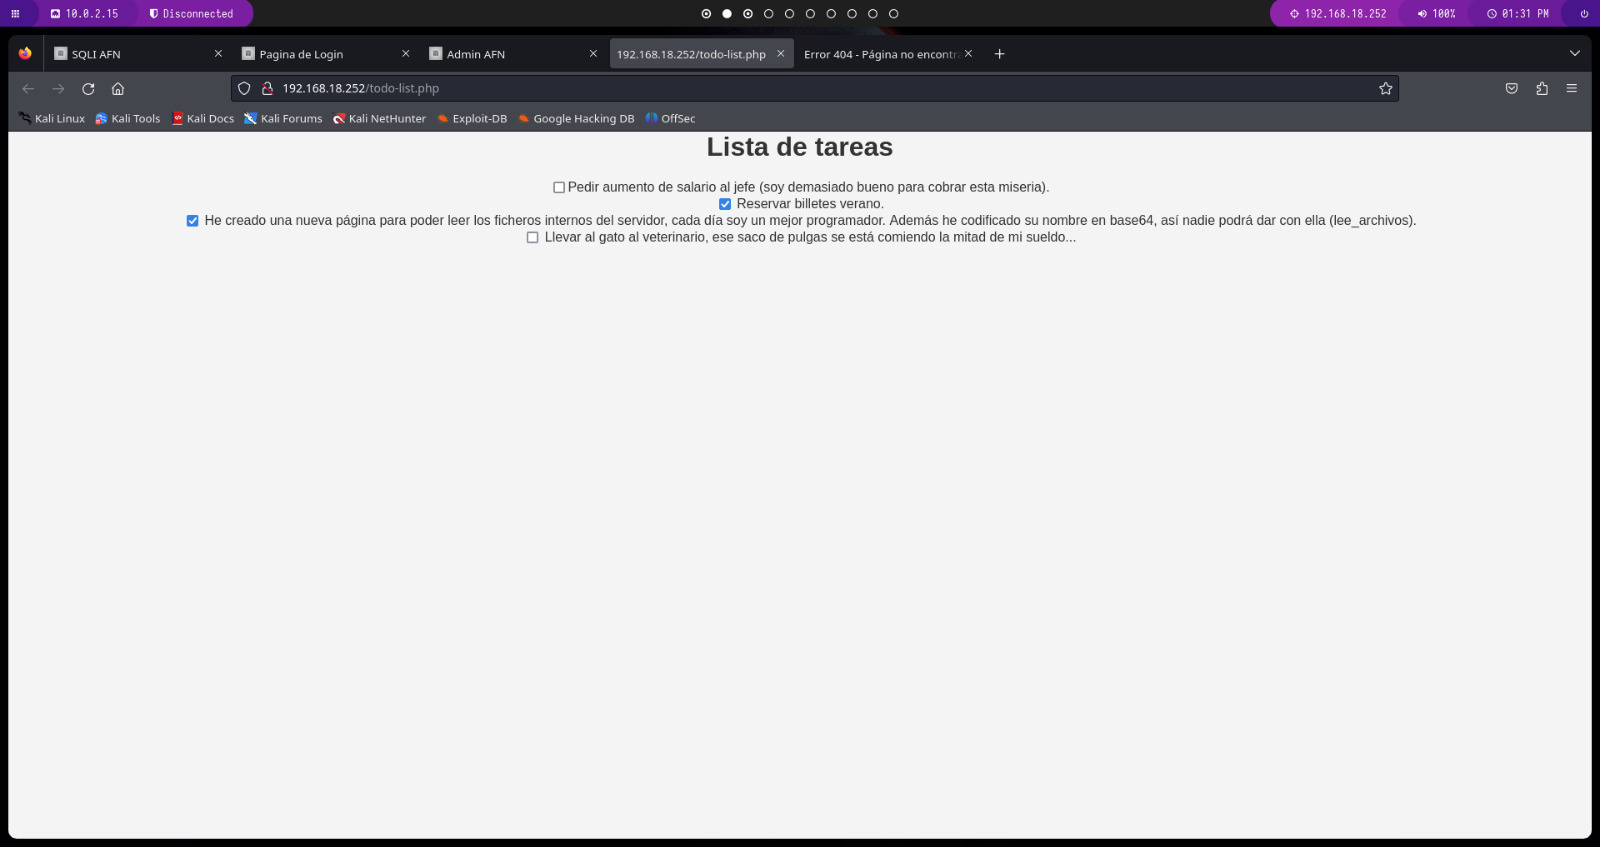 10.0.2.15 Disconnected 192.168.18.252 100% 01:31 PM
SQLI AFN Pagina de Login Admin AFN 192.168.18.252/todo-list.php Error 404 - Página no encontra
192.168.18.252/todo-list.php
Kali Linux Kali Tools Kali Docs Kali Forums Kali NetHunter Exploit-DB Google Hacking DB OffSec
Lista de tareas
Pedir aumento de salario al jefe (soy demasiado bueno para cobrar esta miseria).
Reservar billetes verano.
He creado una nueva página para poder leer los ficheros internos del servidor, cada día soy un mejor programador. Además he codificado su nombre en base64, así nadie podrá dar con ella (lee_archivos).
Llevar al gato al veterinario, ese saco de pulgas se está comiendo la mitad de mi sueldo...